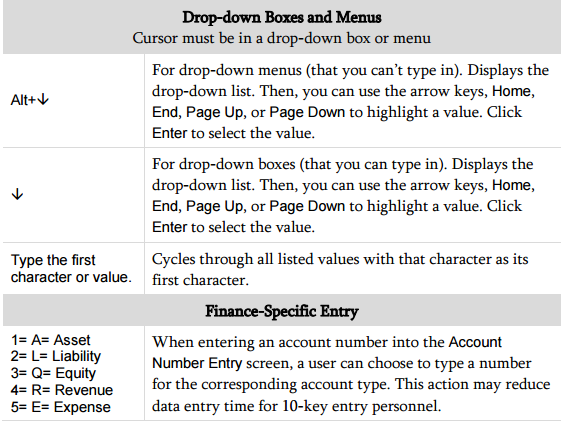 Drop-down Boxes and Menus
Cursor must be in a drop-down box or menu
Alt+↓
For drop-down menus (that you can’t type in). Displays the
drop-down list. Then, you can use the arrow keys, Home,
End, Page Up, or Page Down to highlight a value. Click
Enter to select the value.
↓
For drop-down boxes (that you can type in). Displays the
drop-down list. Then, you can use the arrow keys, Home,
End, Page Up, or Page Down to highlight a value. Click
Enter to select the value.
Type the first
character or value.
Cycles through all listed values with that character as its
first character.
Finance-Specific Entry
1= A= Asset
2= L= Liability
3= Q= Equity
4= R= Revenue
5= E= Expense
When entering an account number into the Account
Number Entry screen, a user can choose to type a number
for the corresponding account type. This action may reduce
data entry time for 10-key entry personnel.